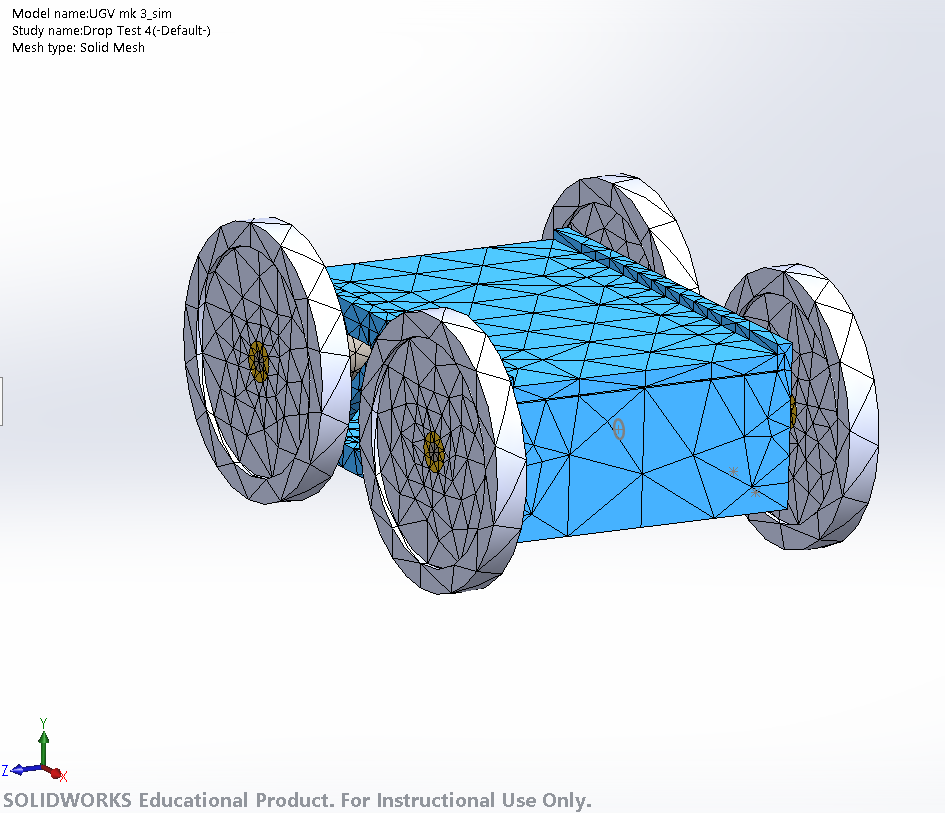 Model name:UGV mk 3_sim
Study name:Drop Test 4(-Default-)
Mesh type: Solid Mesh
Y
Z
X
SOLIDWORKS Educational Product. For Instructional Use Only.